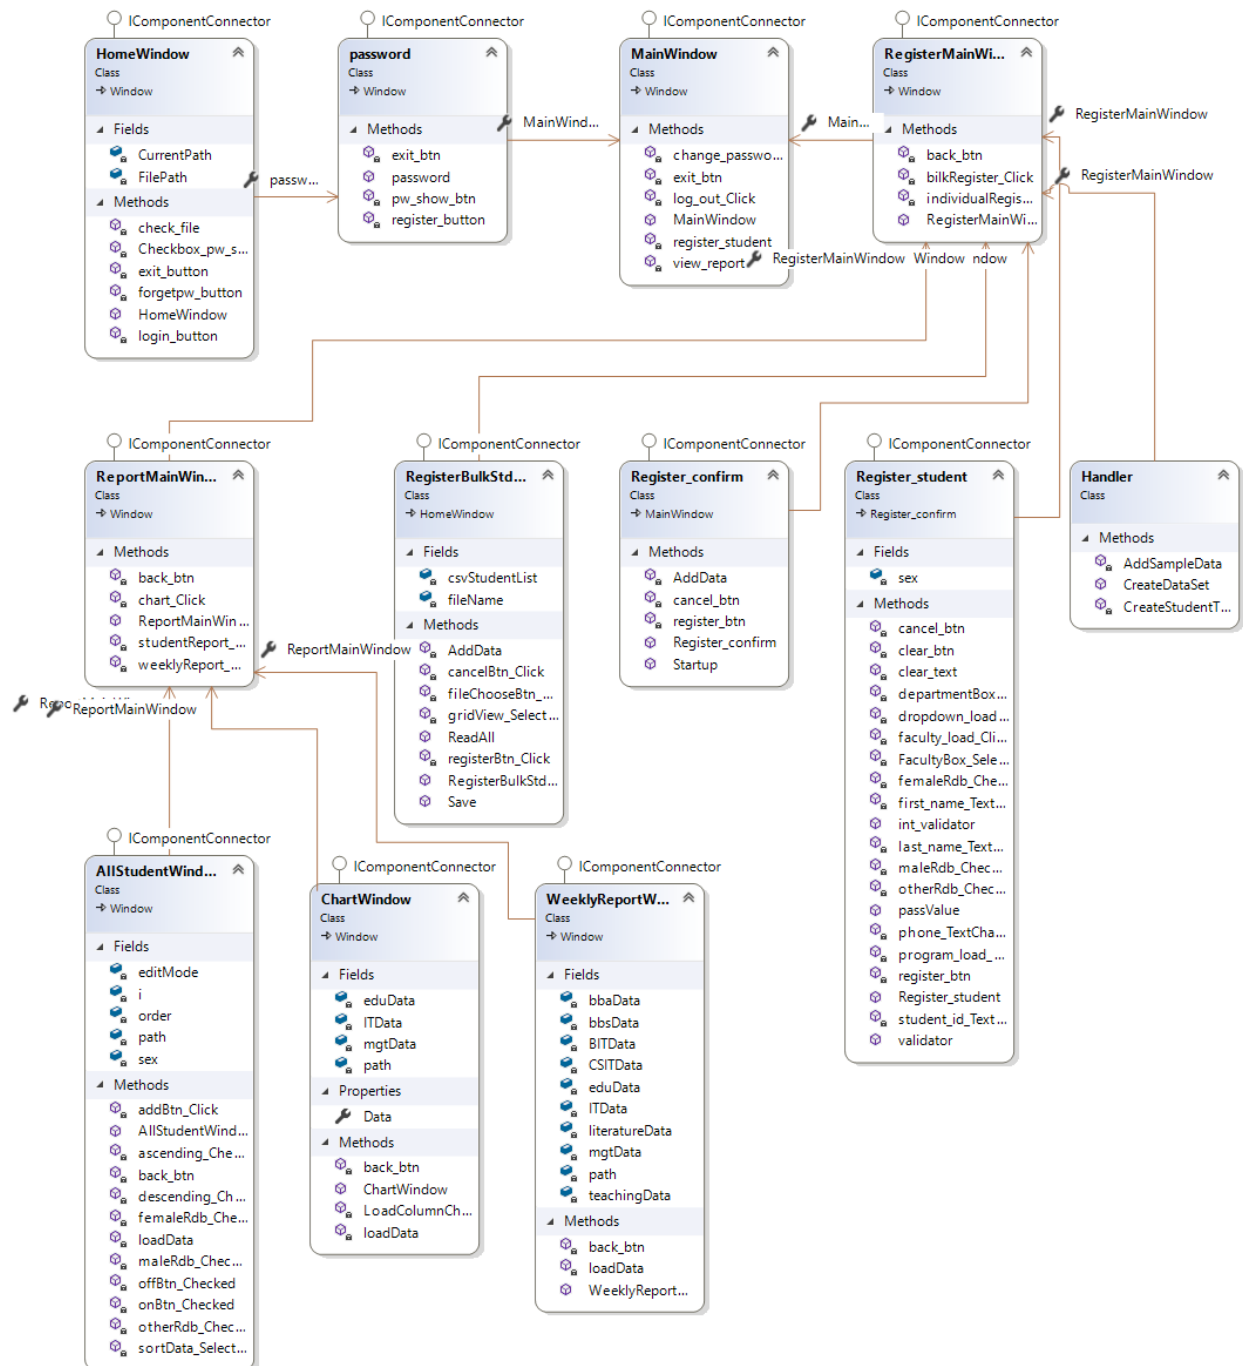 IComponentConnector
HomeWindow
Class
Window
Fields
CurrentPath
FilePath
Methods
check_file
Checkbox_pw_s...
exit_button
forgetpw_button
HomeWindow
login_button
passw...
IComponentConnector
password
Class
Window
Methods
exit_btn
password
pw_show_btn
register_button
MainWind...
IComponentConnector
MainWindow
Class
Window
Methods
change_passwo...
exit_btn
log_out_Click
MainWindow
register_student
view_report
Main...
IComponentConnector
RegisterMainWi...
Class
Window
Methods
back_btn
bilkRegister_Click
individualRegis...
RegisterMainWi...
RegisterMainWindow
RegisterMainWindow
RegisterMainWindow
Window
ndow
IComponentConnector
ReportMainWin...
Class
Window
Methods
back_btn
chart_Click
ReportMainWin...
studentReport_...
weeklyReport_...
ReportMainWindow
ReportMainWindow
IComponentConnector
RegisterBulkStd...
Class
HomeWindow
Fields
csvStudentList
fileName
Methods
AddData
cancelBtn_Click
fileChooseBtn_...
gridView_Select...
ReadAll
registerBtn_Click
RegisterBulkStd...
Save
IComponentConnector
Register_confirm
Class
MainWindow
Methods
AddData
cancel_btn
register_btn
Register_confirm
Startup
IComponentConnector
Register_student
Class
Register_confirm
Fields
sex
Methods
cancel_btn
clear_btn
clear_text
departmentBox...
dropdown_load
faculty_load_Cli...
FacultyBox_Sele...
femaleRdb_Che...
first_name_Text...
int_validator
last_name_Text...
maleRdb_Chec...
otherRdb_Chec...
passValue
phone_TextCha...
program_load_...
register_btn
Register_student
student_id_Text...
validator
Handler
Class
Methods
AddSampleData
CreateDataSet
CreateStudentT...
IComponentConnector
AllStudentWind...
Class
Window
Fields
editMode
i
order
path
sex
Methods
addBtn_Click
AllStudentWind...
ascending_Che...
back_btn
descending_Ch...
femaleRdb_Che...
loadData
maleRdb_Chec...
offBtn_Checked
onBtn_Checked
otherRdb_Chec...
sortData_Select...
IComponentConnector
ChartWindow
Class
Window
Fields
eduData
ITData
mgtData
path
Properties
Data
Methods
back_btn
ChartWindow
LoadColumnCh...
loadData
IComponentConnector
WeeklyReportW...
Class
Window
Fields
bbaData
bbsData
BITData
CSITData
eduData
ITData
literatureData
mgtData
path
teachingData
Methods
back_btn
loadData
WeeklyReport...